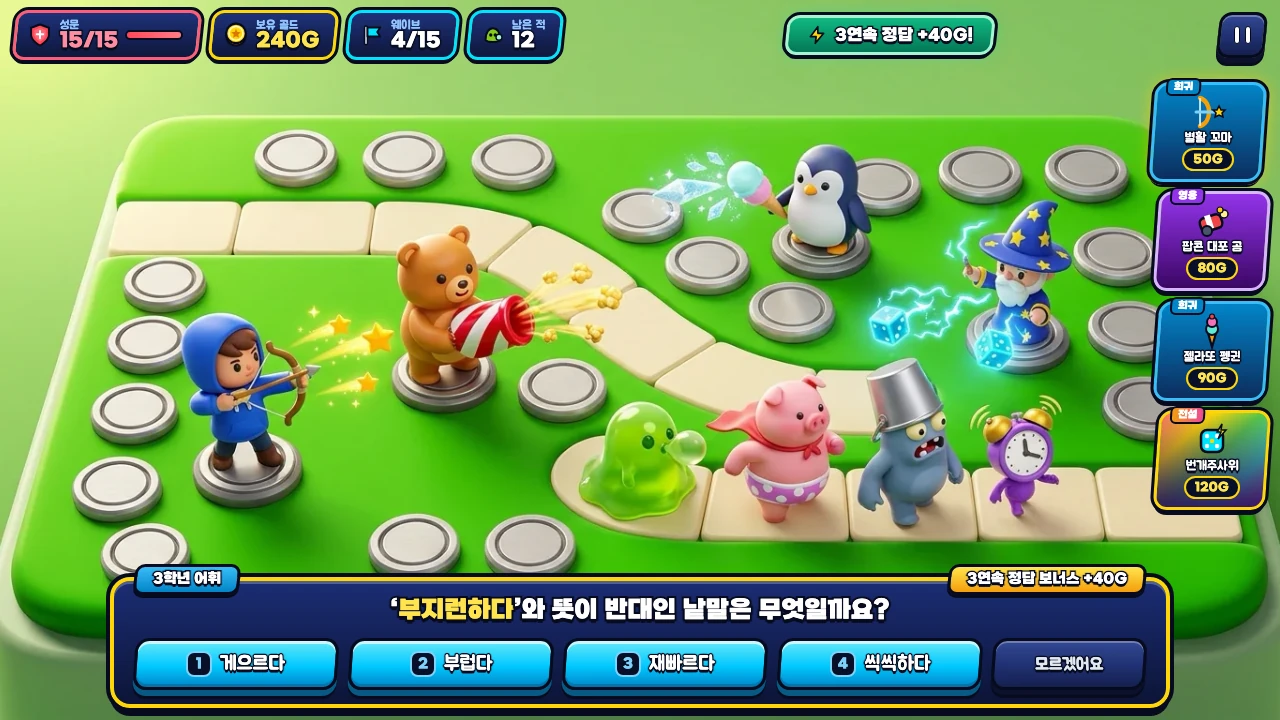 성문
15/15
보유 골드
240G
웨이브
4/15
남은 적
12
3연속 정답 +40G!
희귀
별활 꼬마
50G
영웅
팝콘 대포 곰
80G
희귀
젤라또 펭귄
90G
전설
번개주사위
120G
3학년 어휘
3연속 정답 보너스 +40G
‘부지런하다’와 뜻이 반대인 낱말은 무엇일까요?
1 게으르다
2 부럽다
3 재빠르다
4 씩씩하다
모르겠어요